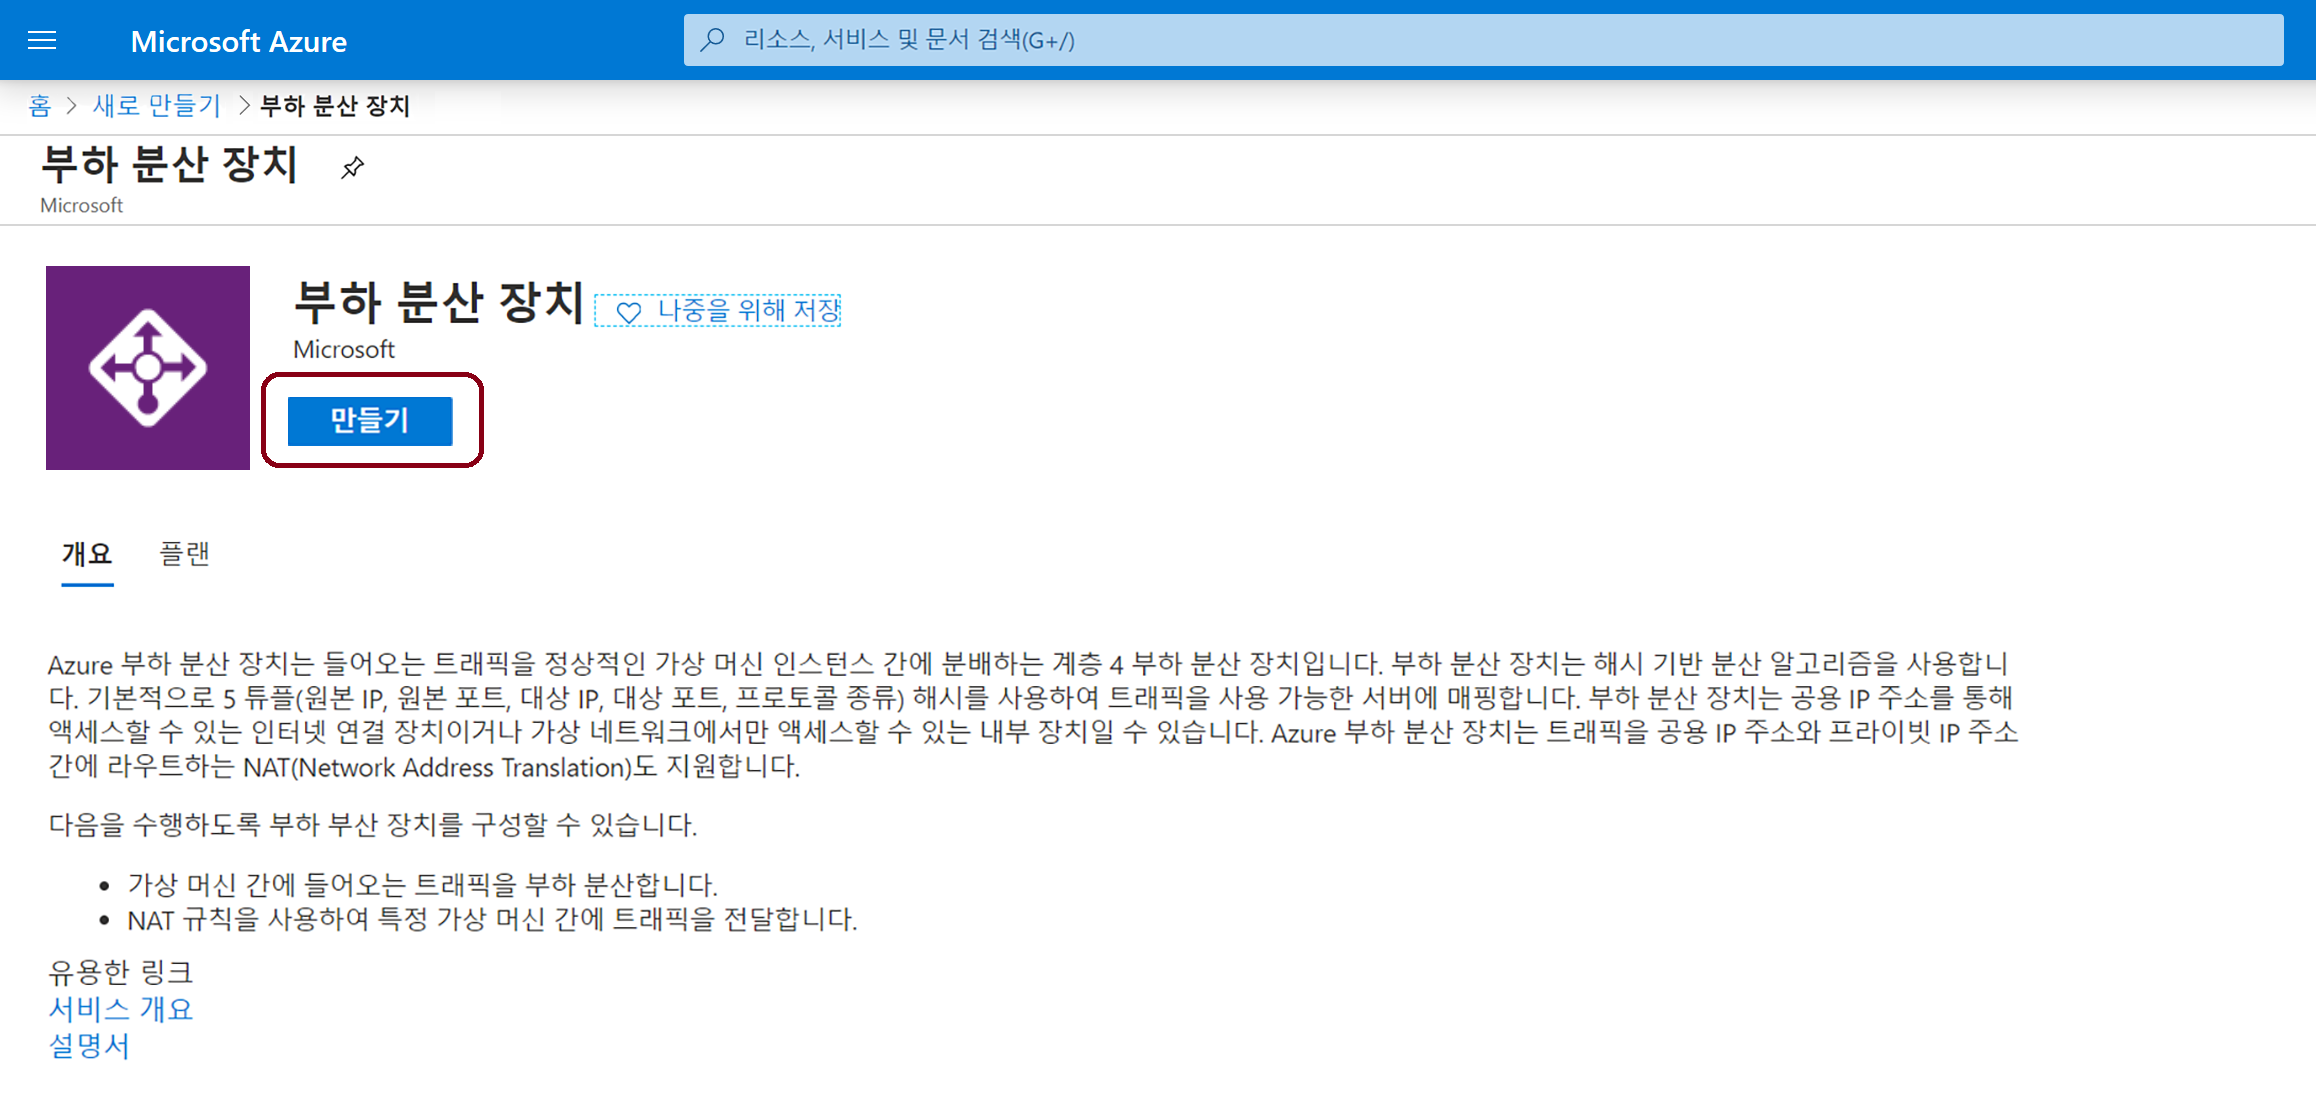 Microsoft Azure
리소스, 서비스 및 문서 검색(G+/)
홈 > 새로 만들기 > 부하 분산 장치
부하 분산 장치
Microsoft
부하 분산 장치
나중을 위해 저장
Microsoft
만들기
개요 플랜
Azure 부하 분산 장치는 들어오는 트래픽을 정상적인 가상 머신 인스턴스 간에 분배하는 계층 4 부하 분산 장치입니다. 부하 분산 장치는 해시 기반 분산 알고리즘을 사용합니
다. 기본적으로 5 튜플(원본 IP, 원본 포트, 대상 IP, 대상 포트, 프로토콜 종류) 해시를 사용하여 트래픽을 사용 가능한 서버에 매핑합니다. 부하 분산 장치는 공용 IP 주소를 통해
액세스할 수 있는 인터넷 연결 장치이거나 가상 네트워크에서만 액세스할 수 있는 내부 장치일 수 있습니다. Azure 부하 분산 장치는 트래픽을 공용 IP 주소와 프라이빗 IP 주소
간에 라우트하는 NAT(Network Address Translation)도 지원합니다.
다음을 수행하도록 부하 부산 장치를 구성할 수 있습니다.
• 가상 머신 간에 들어오는 트래픽을 부하 분산합니다.
• NAT 규칙을 사용하여 특정 가상 머신 간에 트래픽을 전달합니다.
유용한 링크
서비스 개요
설명서